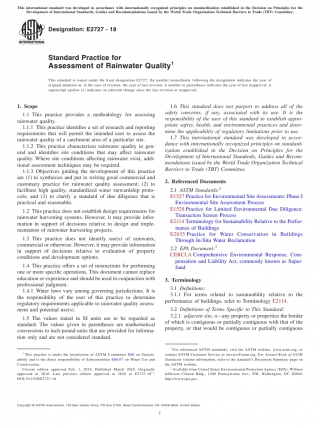 This international standard was developed in accordance with internationally recognized principles on standardization established in the Decision on Principles for the
Development of International Standards, Guides and Recommendations issued by the World Trade Organization Technical Barriers to Trade (TBT) Committee.
Designation: E2727 - 18
INTERNATIONAL
Standard Practice for
Assessment of Rainwater Quality1
This standard is issued under the fixed designation E2727; the number immediately following the designation indicates the year of
original adoption or, in the case of revision, the year of last revision. A number in parentheses indicates the year of last reapproval. A
superscript epsilon (ε) indicates an editorial change since the last revision or reapproval.
1. Scope
1.1 This practice provides a methodology for assessing
rainwater quality.
1.1.1 This practice identifies a set of research and reporting
requirements that will permit the intended user to assess the
rainwater quality of a catchment area of a particular site.
1.1.2 This practice characterizes rainwater quality in gen-
eral and identifies site conditions that may affect rainwater
quality. Where site conditions affecting rainwater exist, addi-
tional assessment techniques may be required.
1.1.3 Objectives guiding the development of this practice
are (1) to synthesize and put in writing good commercial and
customary practice for rainwater quality assessment; (2) to
facilitate high quality, standardized water stewardship proto-
cols; and (3) to clarify a standard of due diligence that is
practical and reasonable.
1.2 This practice does not establish design requirements for
rainwater harvesting systems. However, it may provide infor-
mation in support of decisions relative to design and imple-
mentation of rainwater harvesting projects.
1.3 This practice does not identify use(s) of rainwater,
commercial or otherwise. However, it may provide information
in support of decisions relative to evaluation of property
conditions and development options.
1.4 This practice offers a set of instructions for performing
one or more specific operations. This document cannot replace
education or experience and should be used in conjunction with
professional judgment.
1.4.1 Water laws vary among governing jurisdictions. It is
the responsibility of the user of this practice to determine
regulatory requirements applicable to rainwater quality assess-
ment and potential use(s).
1.5 The values stated in SI units are to be regarded as
standard. The values given in parentheses are mathematical
conversions to inch-pound units that are provided for informa-
tion only and are not considered standard.
1.6 This standard does not purport to address all of the
safety concerns, if any, associated with its use. It is the
responsibility of the user of this standard to establish appro-
priate safety, health, and environmental practices and deter-
mine the applicability of regulatory limitations prior to use.
1.7 This international standard was developed in accor-
dance with internationally recognized principles on standard-
ization established in the Decision on Principles for the
Development of International Standards, Guides and Recom-
mendations issued by the World Trade Organization Technical
Barriers to Trade (TBT) Committee.
2. Referenced Documents
2.1 ASTM Standards:2
E1527 Practice for Environmental Site Assessments: Phase I
Environmental Site Assessment Process
E1528 Practice for Limited Environmental Due Diligence:
Transaction Screen Process
E2114 Terminology for Sustainability Relative to the Perfor-
mance of Buildings
E2635 Practice for Water Conservation in Buildings
Through In-Situ Water Reclamation
2.2 EPA Document:3
CERCLA Comprehensive Environmental Response, Com-
pensation and Liability Act, commonly known as Super-
fund
3. Terminology
3.1 Definitions:
3.1.1 For terms related to sustainability relative to the
performance of buildings, refer to Terminology E2114.
3.2 Definitions of Terms Specific to This Standard:
3.2.1 adjacent site, n—any property or properties the border
of which is contiguous or partially contiguous with that of the
property, or that would be contiguous or partially contiguous
1 This practice is under the jurisdiction of ASTM Committee E60 on Sustain-
ability and is the direct responsibility of Subcommittee E60.07 on Water Use and
Conservation.
Current edition approved Feb. 1, 2018. Published March 2018. Originally
approved in 2010. Last previous edition approved in 2010 as
DOI: 10.1520/E2727-18.
2 For referenced ASTM standards, visit the ASTM website, www.astm.org, or
contact ASTM Customer Service at service@astm.org. For Annual Book of ASTM
Standards volume information, refer to the standard's Document Summary page on
the ASTM website.
3 Available from United States Environmental Protection Agency (EPA), William
Jefferson Clinton Bldg., 1200 Pennsylvania Ave., NW, Washington, DC 20460,
http://www.epa.gov.
Copyright © ASTM International, 100 Barr Harbor Drive, PO Box C700, West Conshohocken, PA 19428-2959. United States
1